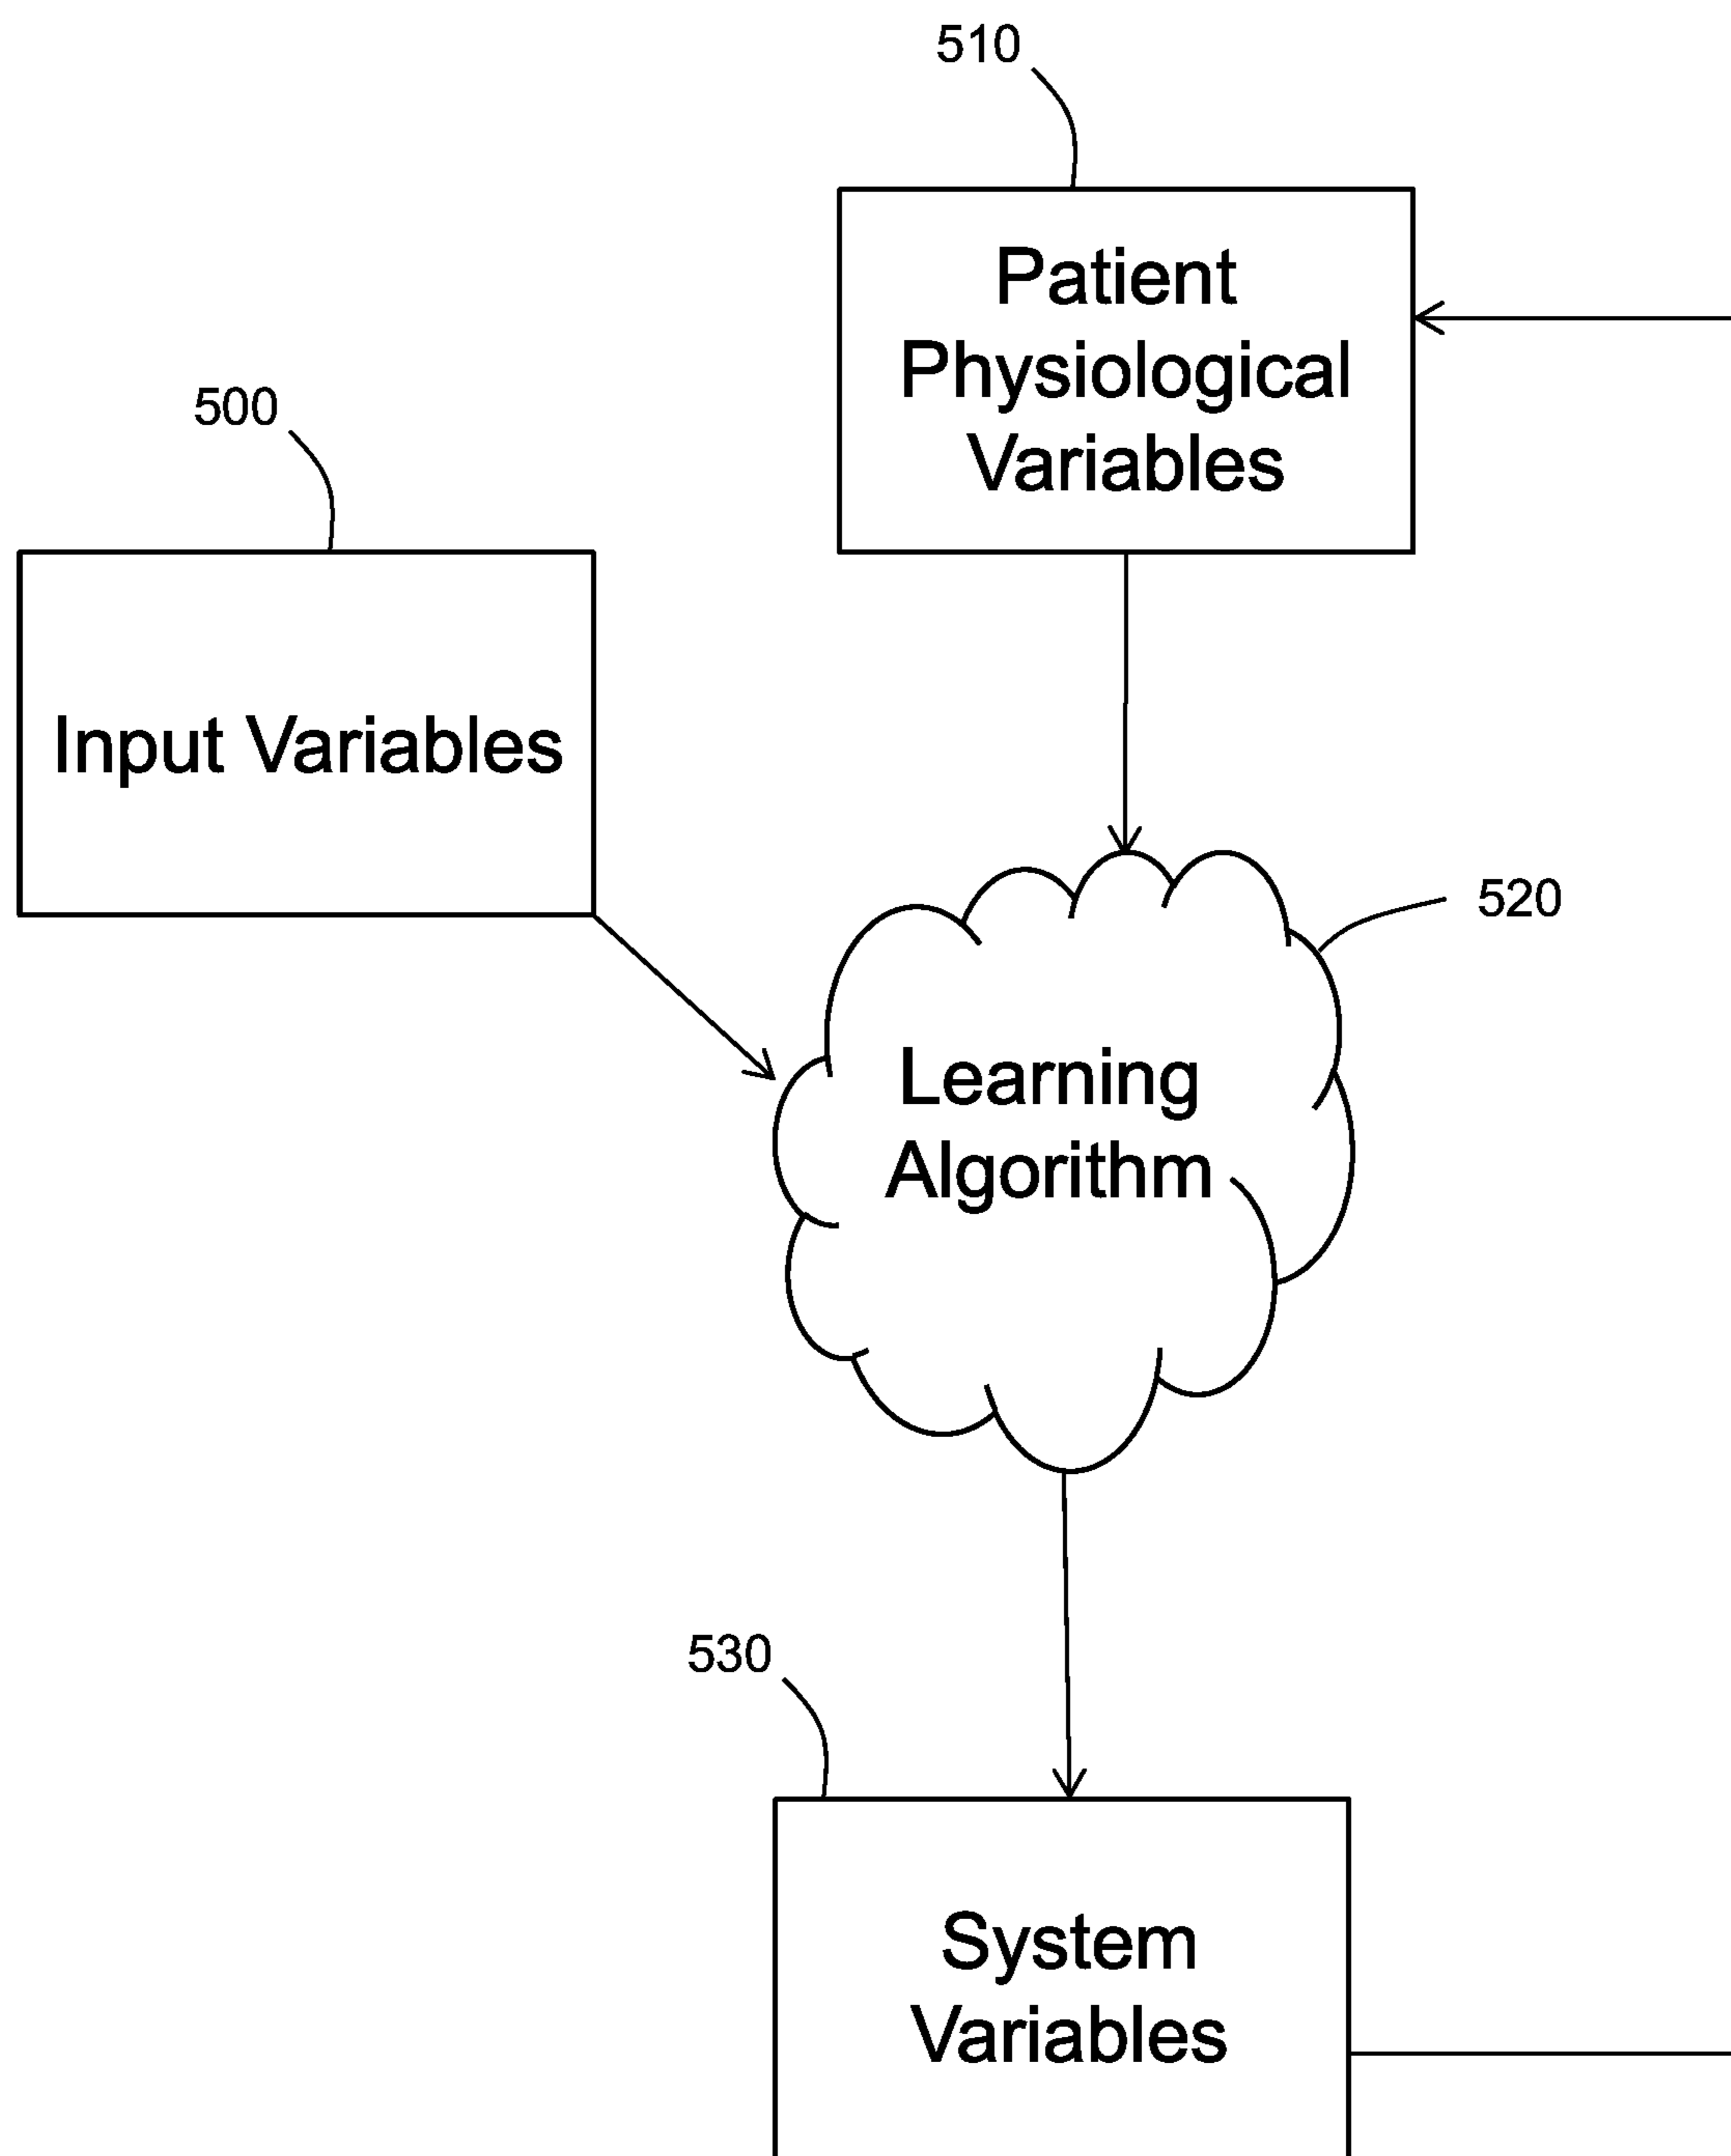 510
Patient
Physiological
Variables
500
Input Variables
520
Learning
Algorithm
530
System
Variables